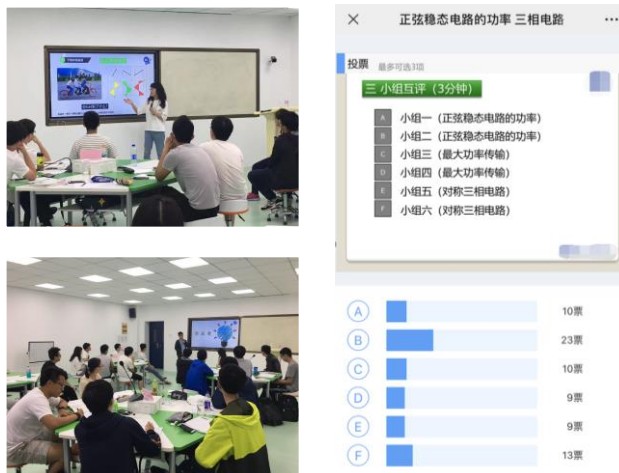 正弦稳态电路的功率 三相电路
投票 最多可选3项
三 小组互评（3分钟）
A 小组一（正弦稳态电路的功率）
B 小组二（正弦稳态电路的功率）
C 小组三（最大功率传输）
D 小组四（最大功率传输）
E 小组五（对称三相电路）
F 小组六（对称三相电路）
A 10票
B 23票
C 10票
D 9票
E 9票
F 13票